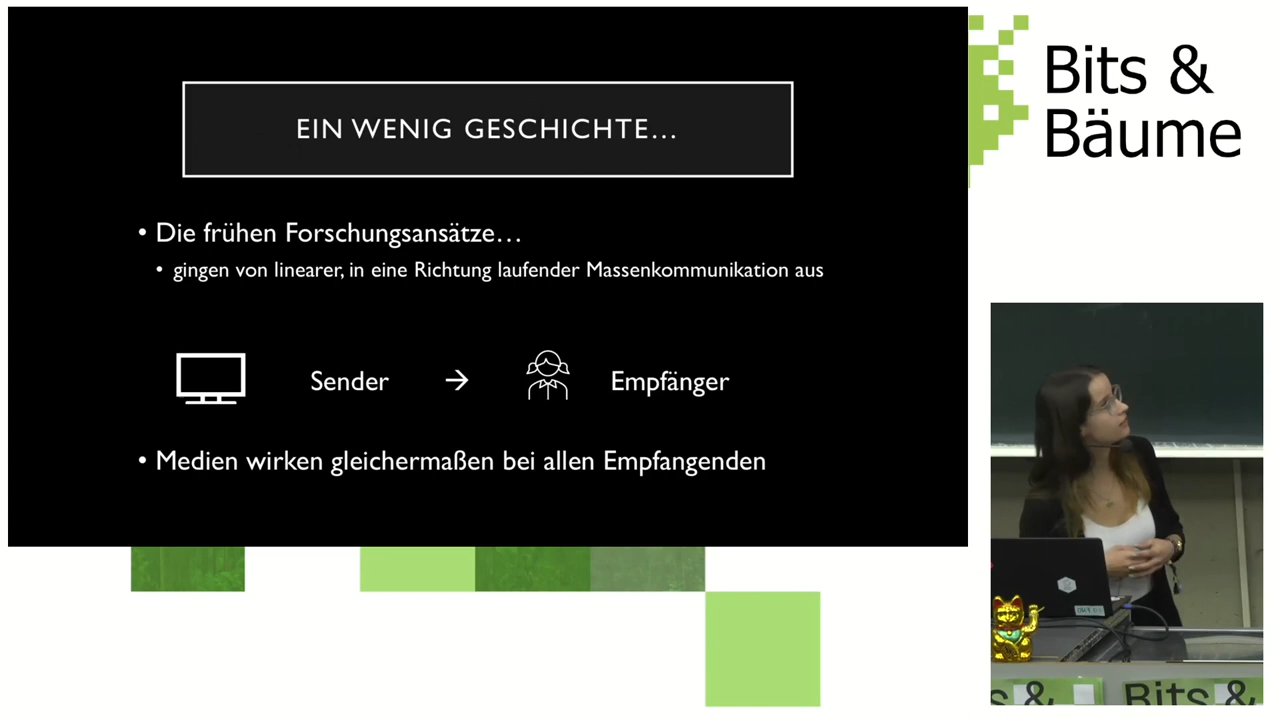 EIN WENIG GESCHICHTE...
• Die frühen Forschungsansätze...
• gingen von linearer, in eine Richtung laufender Massenkommunikation aus
Sender → Empfänger
• Medien wirken gleichermaßen bei allen Empfangenden
Bits &
Bäume
s &
Bits &